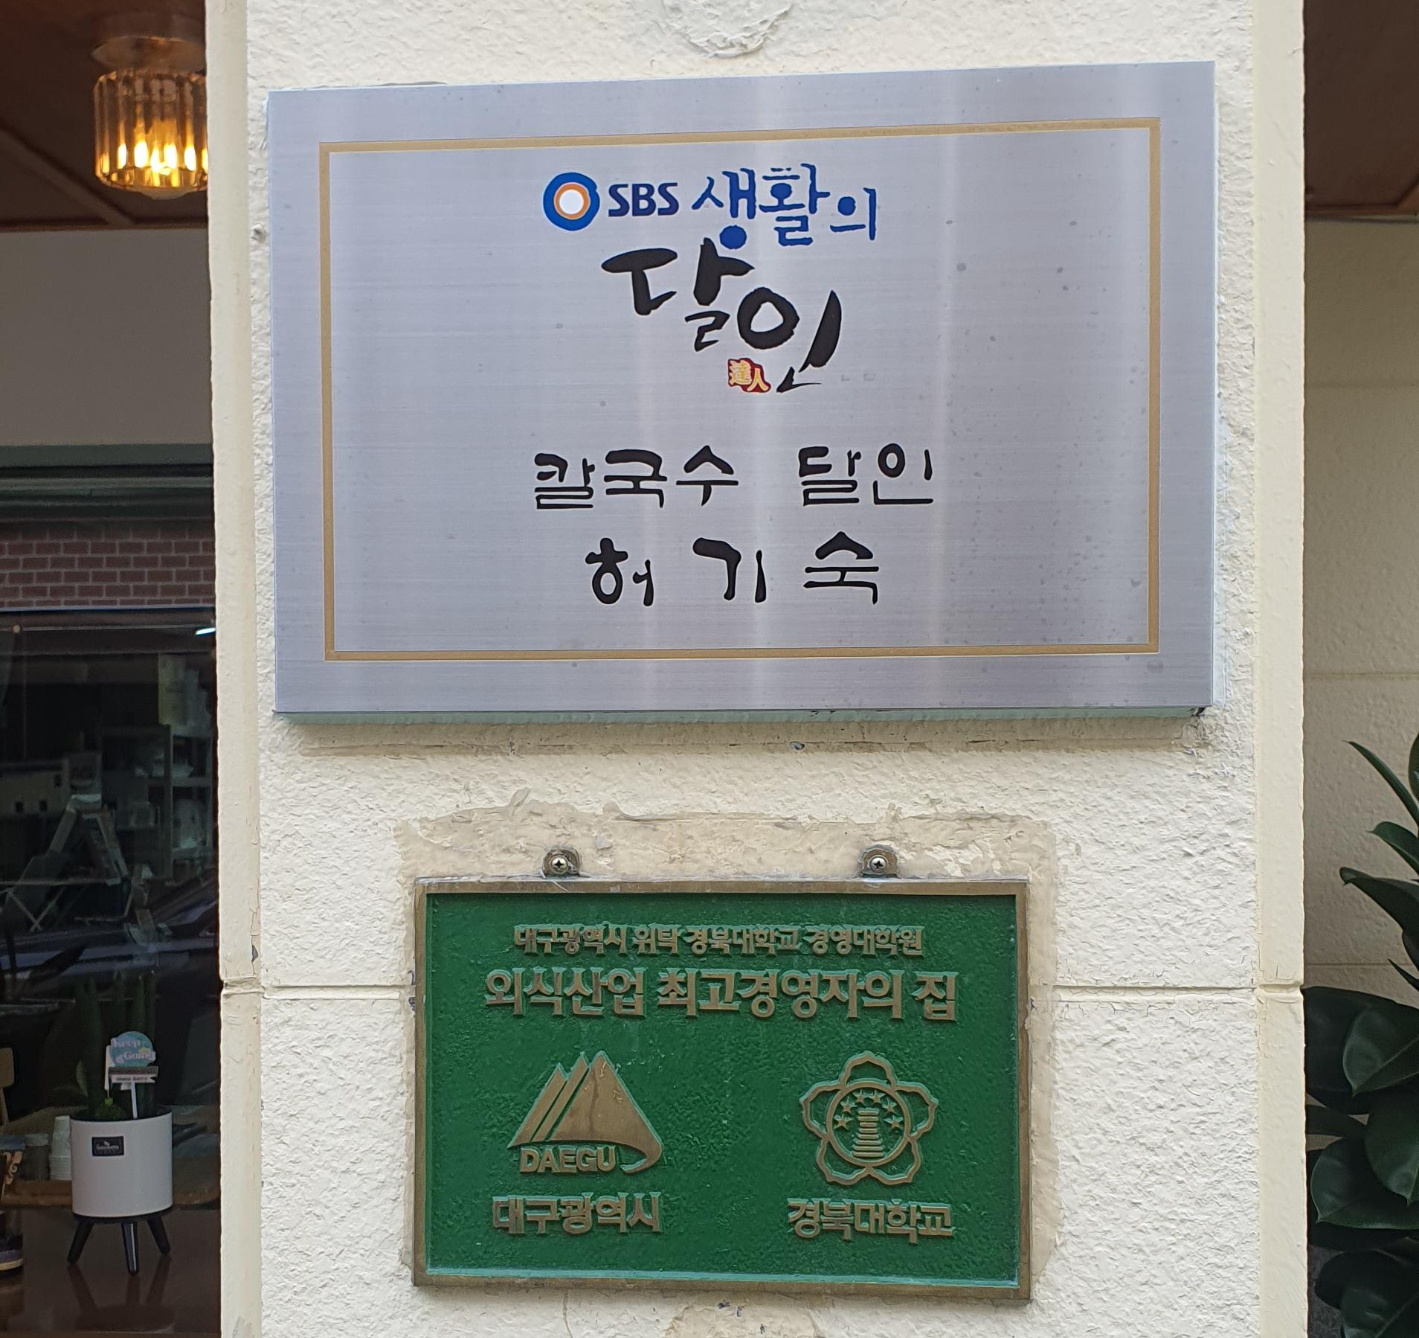 SBS 생활의
달인
達人
칼국수 달인
허기숙
대구광역시 위탁 경북대학교 경영대학원
외식산업 최고경영자의 집
DAEGU
대구광역시
경북대학교
Keep
Going